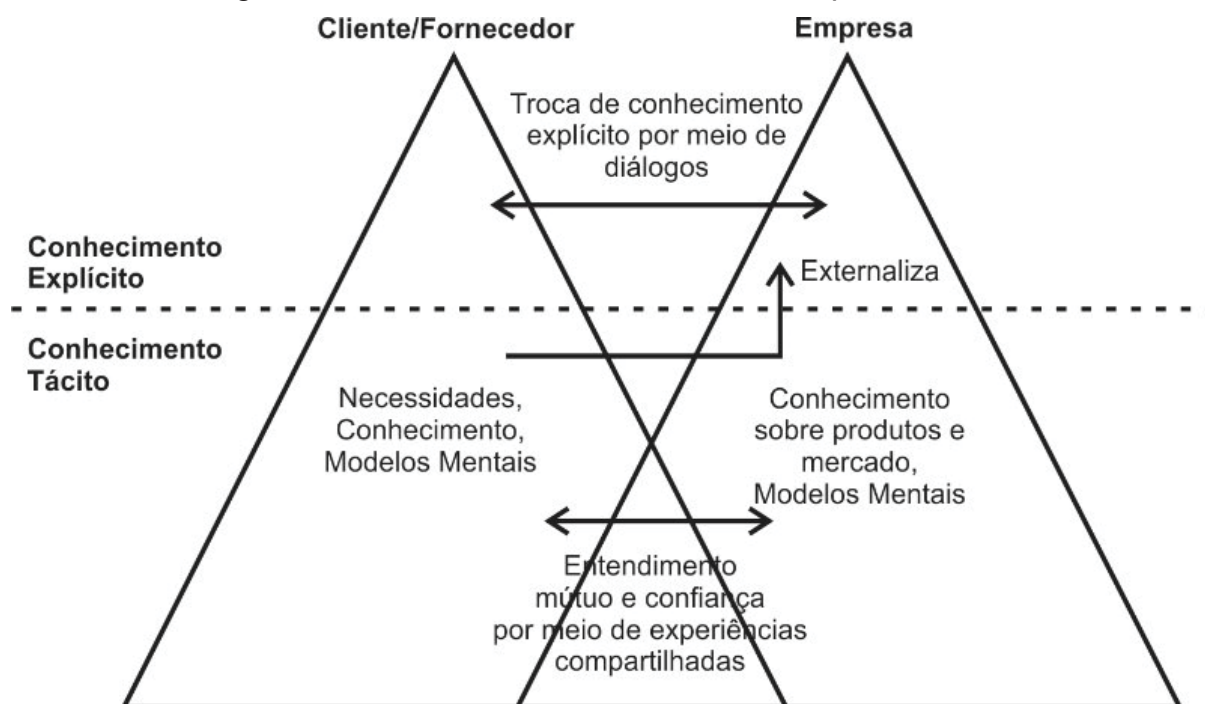 Cliente/Fornecedor
Empresa
Troca de conhecimento
explícito por meio de
diálogos
Conhecimento
Explícito
Externaliza
Conhecimento
Tácito
Necessidades,
Conhecimento,
Modelos Mentais
Conhecimento
sobre produtos e
mercado,
Modelos Mentais
Entendimento
mútuo e confiança
por meio de experiências
compartilhadas